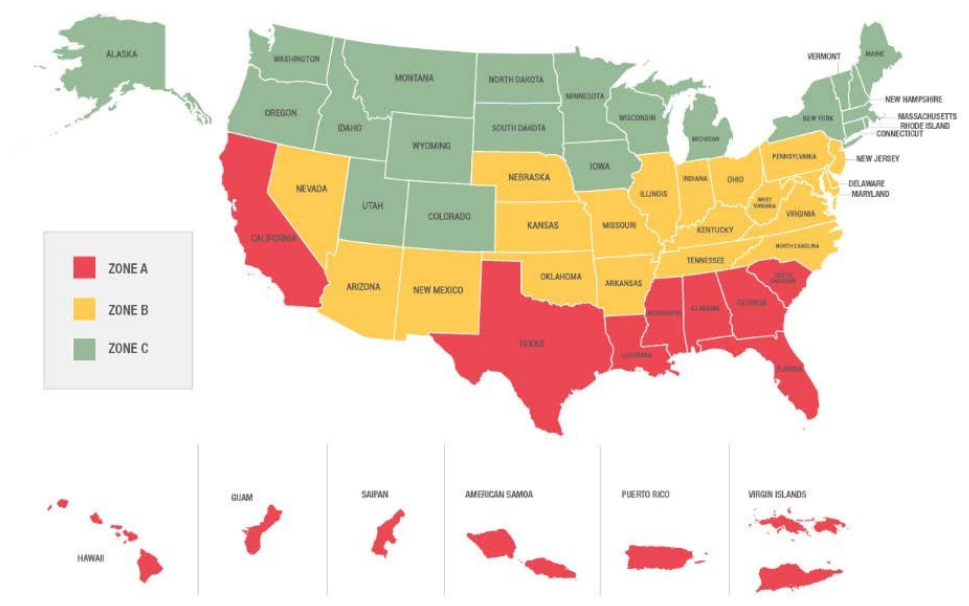 ALASKA
WASHINGTON
MONTANA
NORTH DAKOTA
MINNESOTA
VERMONT
MAINE
OREGON
IDAHO
WYOMING
SOUTH DAKOTA
WISCONSIN
MICHIGAN
NEW YORK
NEW HAMPSHIRE
MASSACHUSETTS
RHODE ISLAND
CONNECTICUT
NEVADA
UTAH
COLORADO
NEBRASKA
IOWA
ILLINOIS
INDIANA
OHIO
PENNSYLVANIA
NEW JERSEY
DELAWARE
MARYLAND
CALIFORNIA
KANSAS
MISSOURI
KENTUCKY
WEST
VIRGINIA
VIRGINIA
ARIZONA
NEW MEXICO
OKLAHOMA
ARKANSAS
TENNESSEE
NORTH CAROLINA
SOUTH
CAROLINA
TEXAS
LOUISIANA
MISSISSIPPI
ALABAMA
GEORGIA
FLORIDA
ZONE A
ZONE B
ZONE C
HAWAII
GUAM
SAIPAN
AMERICAN SAMOA
PUERTO RICO
VIRGIN ISLANDS